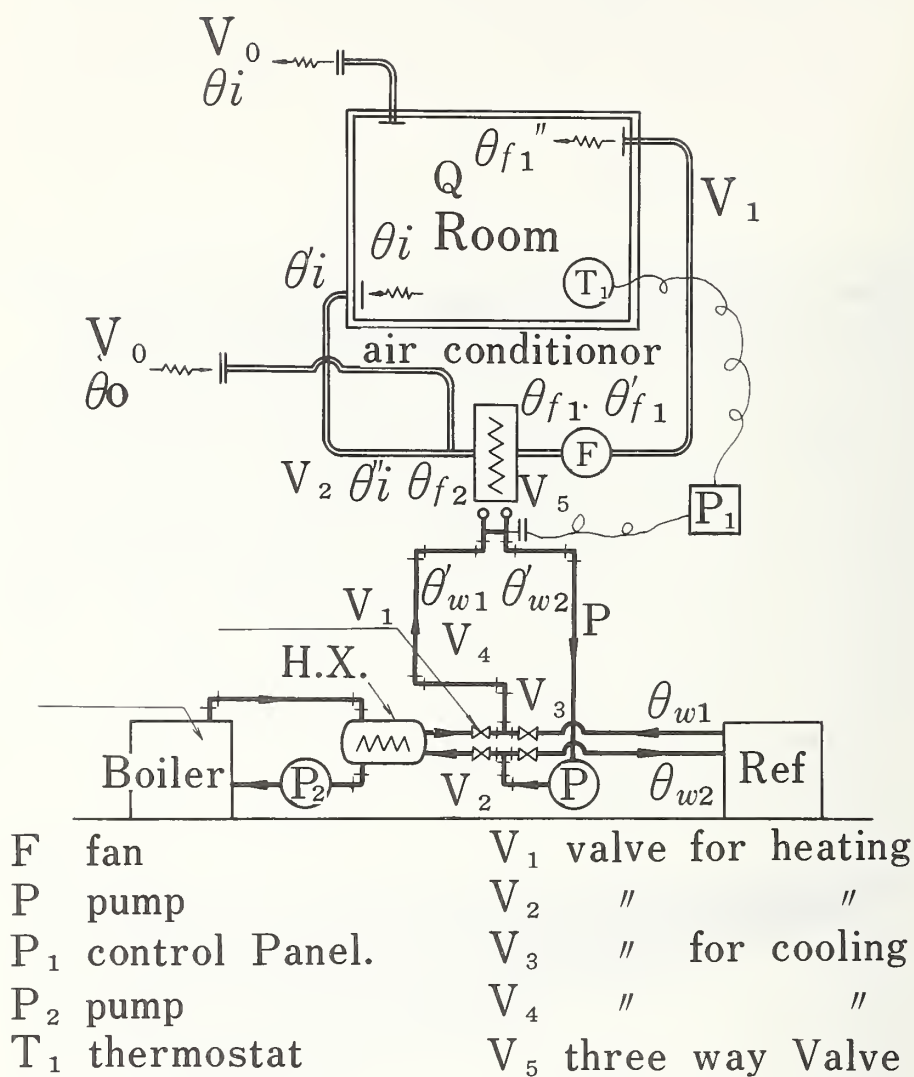 V₀
θi
θf1″
Q
V₁
Room
θi
θ'i
T₁
V₀
θo
air conditionor
θf1. θ'f1
F
V₂ θ″i θf2
V₅
P₁
θ'w1 θ'w2
V₁
P
V₄
H.X.
V₃
θw1
Boiler
P₂
V₂
P
θw2
Ref
F fan
P pump
P₁ control Panel.
P₂ pump
T₁ thermostat
V₁ valve for heating
V₂ 〃 〃
V₃ 〃 for cooling
V₄ 〃 〃
V₅ three way Valve